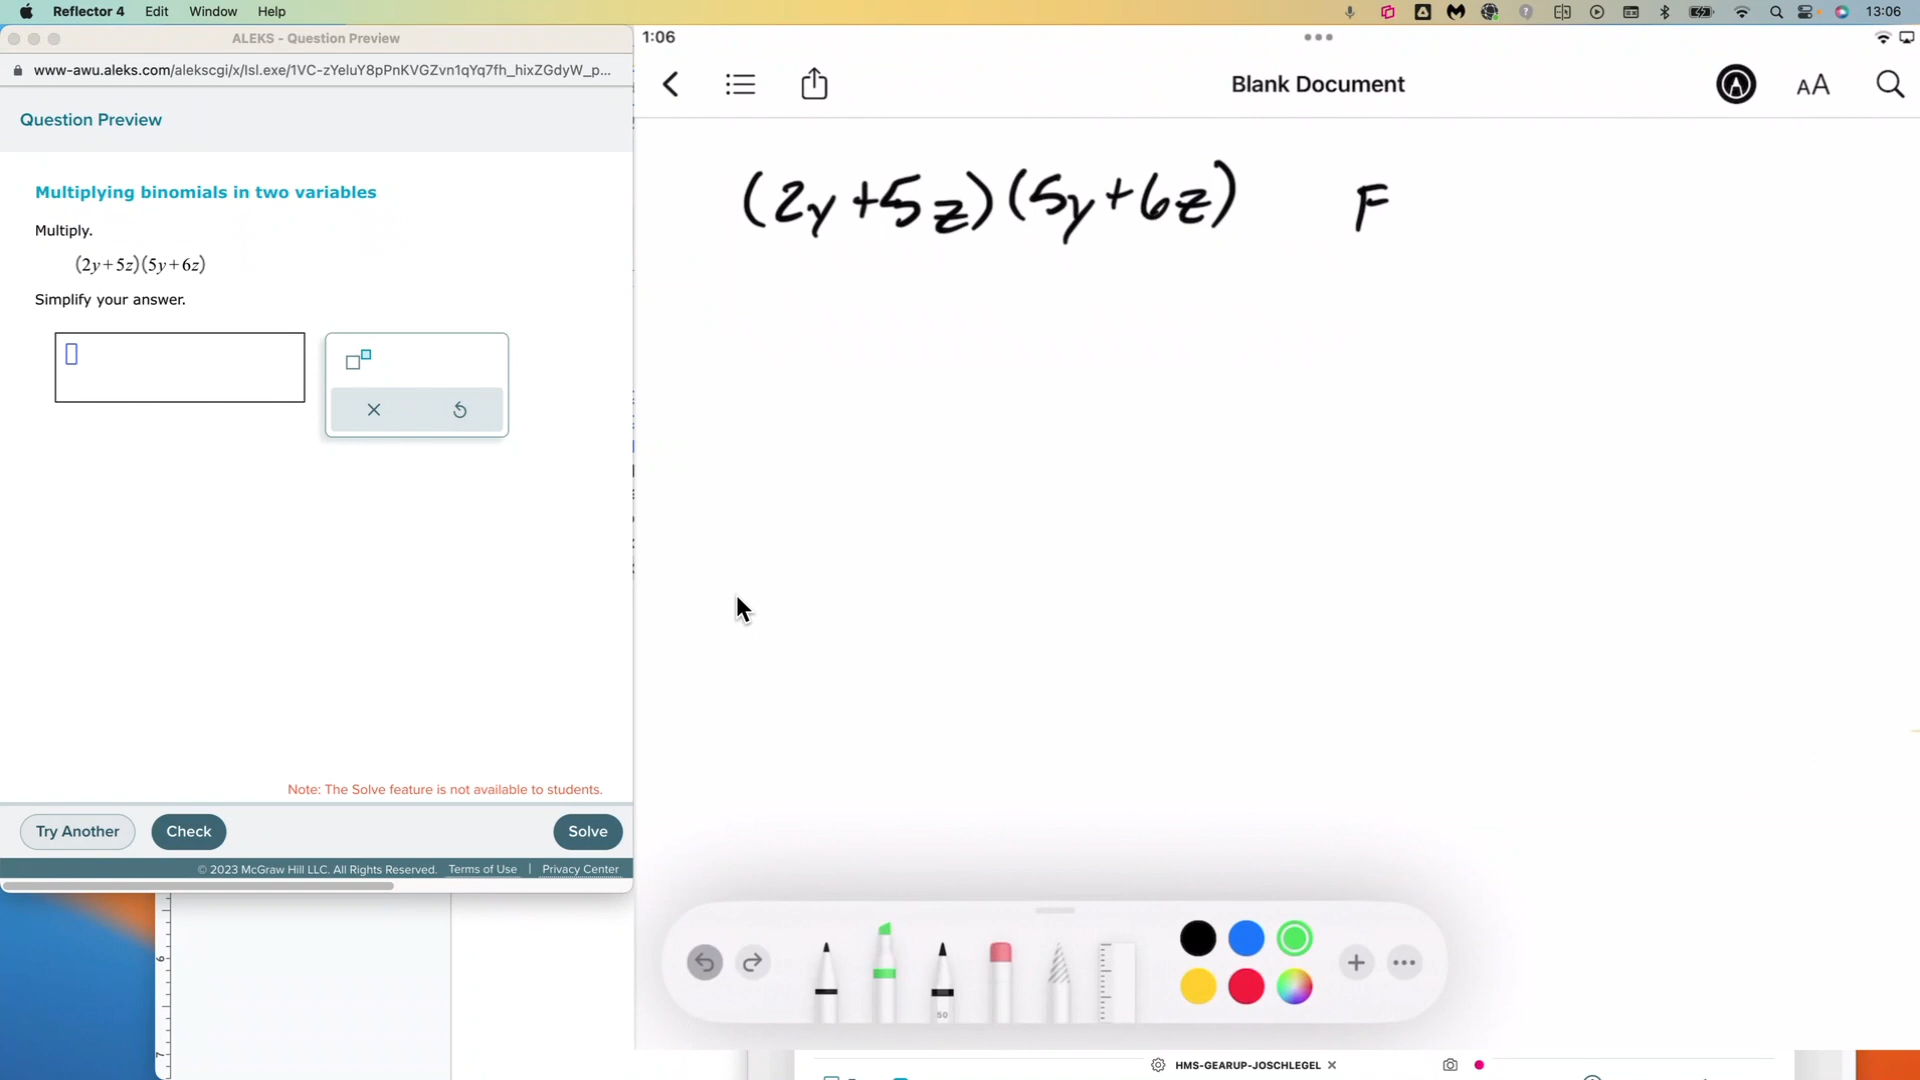 Reflector 4 Edit Window Help 13:06
ALEKS - Question Preview
www-awu.aleks.com/alekscgi/x/Isl.exe/1VC-zYeluY8pPnKVGZvn1qYq7fh_hixZGdyW_p...
Question Preview
Multiplying binomials in two variables
Multiply.
(2y+5z)(5y+6z)
Simplify your answer.
Note: The Solve feature is not available to students.
Try Another Check Solve
© 2023 McGraw Hill LLC. All Rights Reserved. Terms of Use | Privacy Center
1:06
Blank Document
AA
(2y+5z)(5y+6z) F
50
HMS-GEARUP-JOSCHLEGEL
6
7